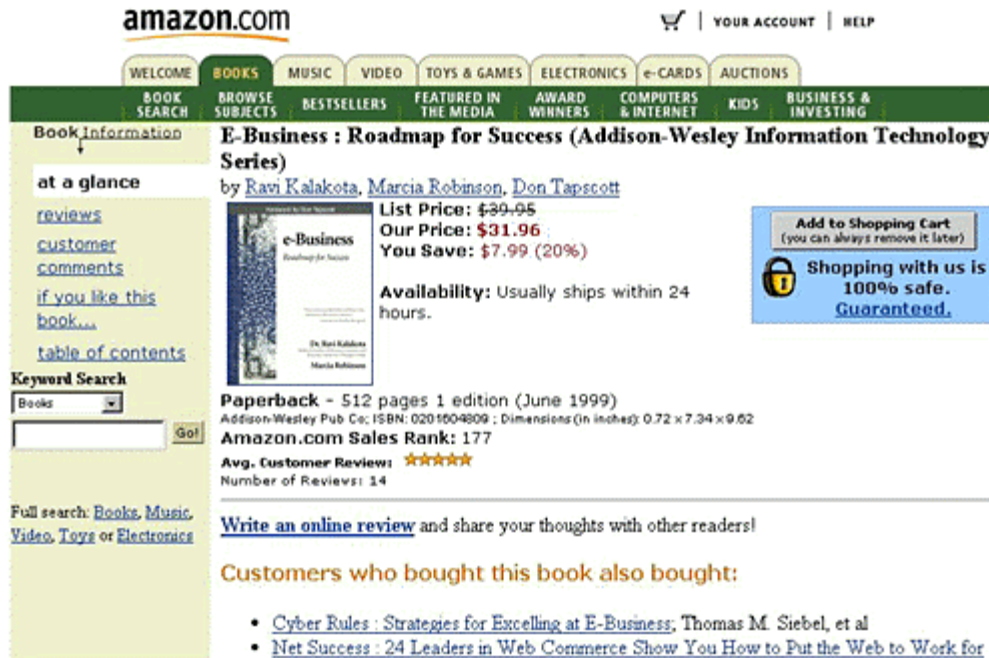 amazon.com
YOUR ACCOUNT | HELP
WELCOME BOOKS MUSIC VIDEO TOYS & GAMES ELECTRONICS e-CARDS AUCTIONS
BOOK SEARCH BROWSE SUBJECTS BESTSELLERS FEATURED IN THE MEDIA AWARD WINNERS COMPUTERS & INTERNET KIDS BUSINESS & INVESTING
Book Information
at a glance
reviews
customer
comments
if you like this
book...
table of contents
Keyword Search
Books
Go!
Full search: Books, Music,
Video, Toys or Electronics
E-Business : Roadmap for Success (Addison-Wesley Information Technology
Series)
by Ravi Kalakota, Marcia Robinson, Don Tapscott
e-Business
Roadmap for Success
Dr. Ravi Kalakota
Marcia Robinson
List Price: $39.95
Our Price: $31.96
You Save: $7.99 (20%)
Availability: Usually ships within 24
hours.
Add to Shopping Cart
(you can always remove it later)
Shopping with us is
100% safe.
Guaranteed.
Paperback - 512 pages 1 edition (June 1999)
Addison-Wesley Pub Co; ISBN: 0201604809 ; Dimensions (in inches): 0.72 x 7.34 x 9.62
Amazon.com Sales Rank: 177
Avg. Customer Review:
Number of Reviews: 14
Write an online review and share your thoughts with other readers!
Customers who bought this book also bought:
• Cyber Rules : Strategies for Excelling at E-Business; Thomas M. Siebel, et al
• Net Success : 24 Leaders in Web Commerce Show You How to Put the Web to Work for